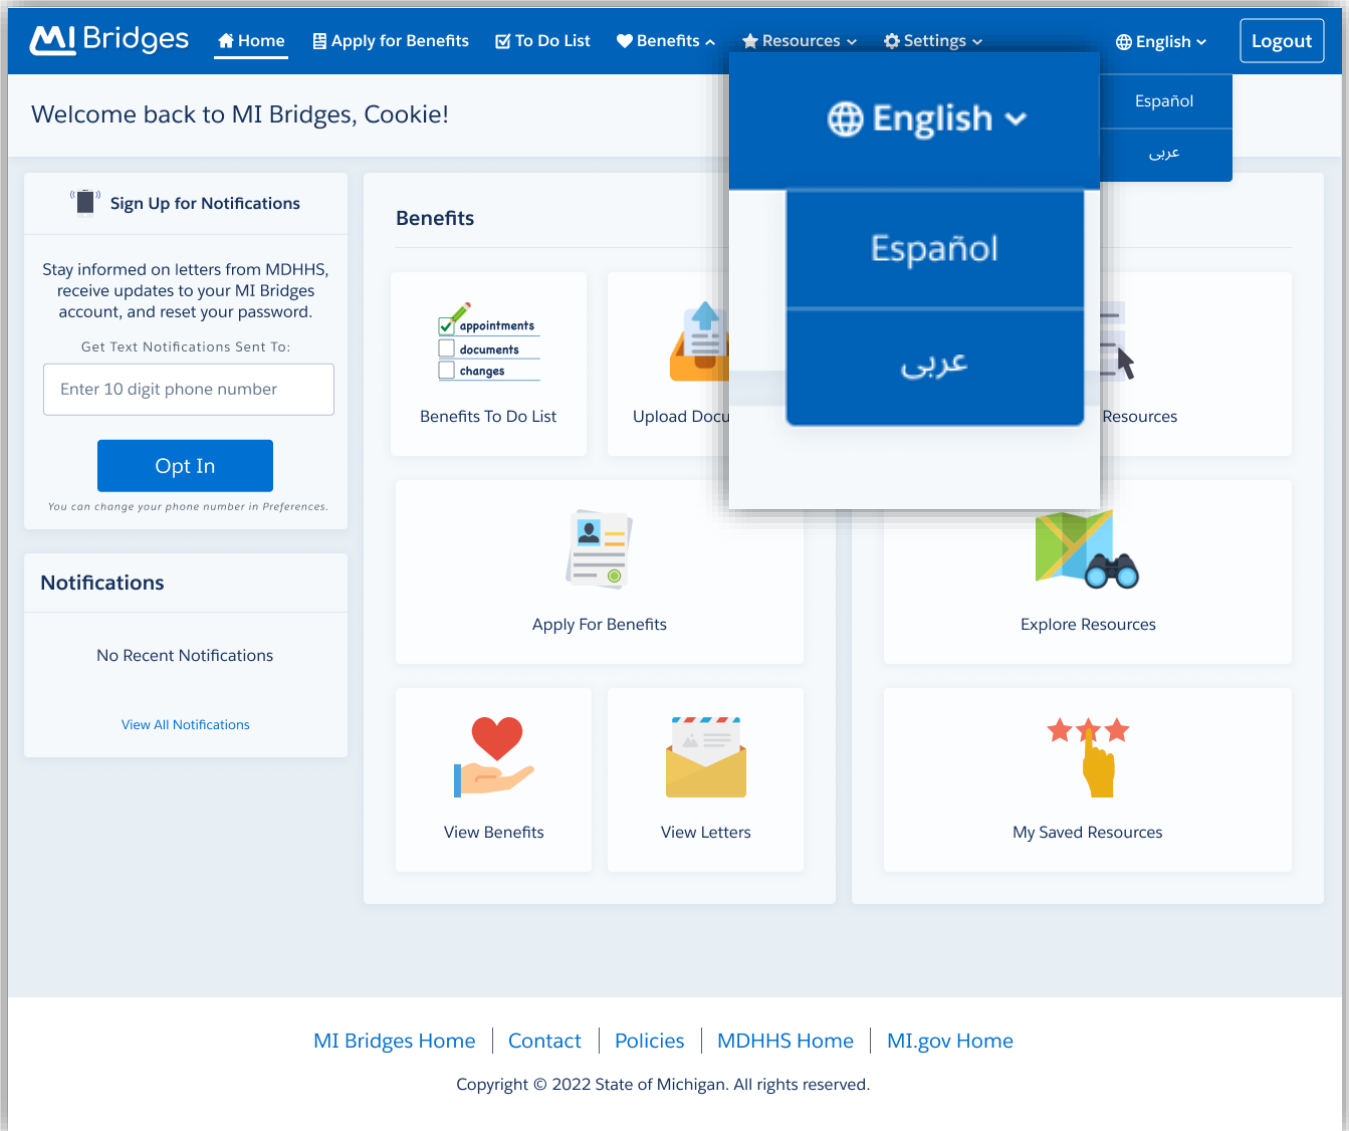 MI Bridges
Home
Apply for Benefits
To Do List
Benefits
Resources
Settings
English
Logout
Español
عربى
Welcome back to MI Bridges, Cookie!
English
Español
عربى
Sign Up for Notifications
Stay informed on letters from MDHHS,
receive updates to your MI Bridges
account, and reset your password.
Get Text Notifications Sent To:
Enter 10 digit phone number
Opt In
You can change your phone number in Preferences.
Notifications
No Recent Notifications
View All Notifications
Benefits
appointments
documents
changes
Benefits To Do List
Upload Docu
Resources
Apply For Benefits
Explore Resources
View Benefits
View Letters
My Saved Resources
MI Bridges Home
Contact
Policies
MDHHS Home
MI.gov Home
Copyright © 2022 State of Michigan. All rights reserved.